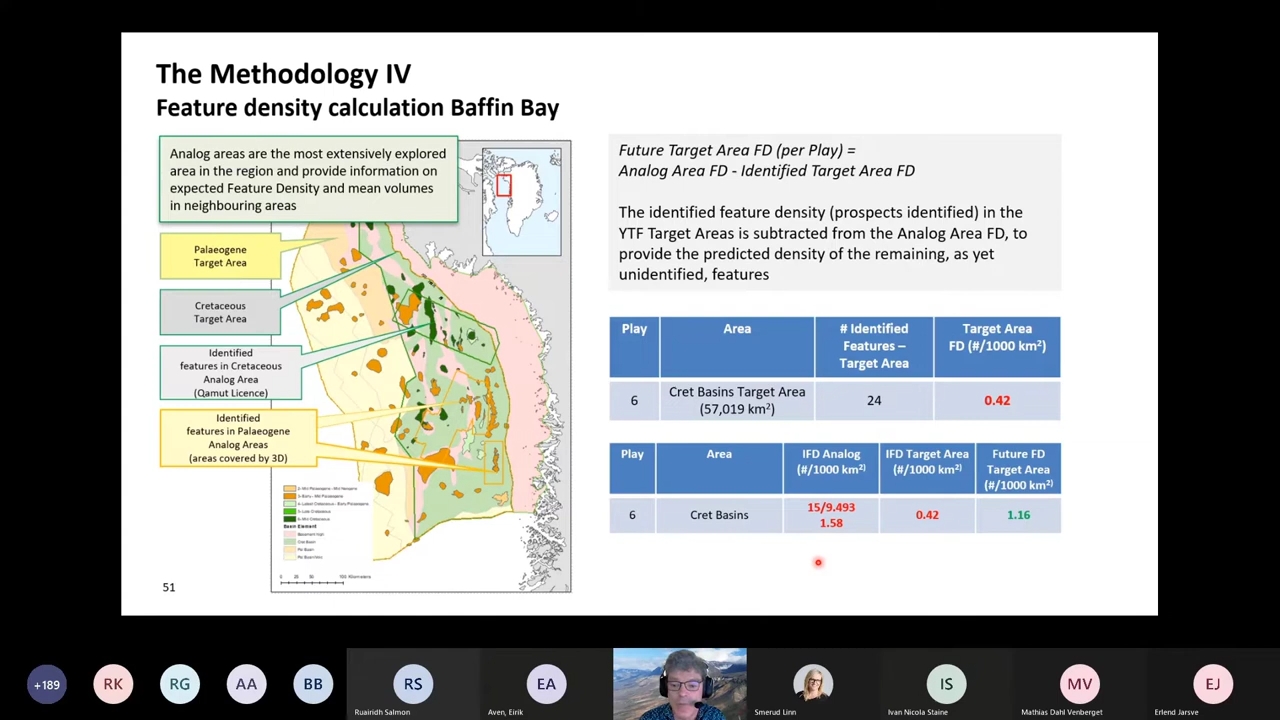 The Methodology IV
Feature density calculation Baffin Bay
Analog areas are the most extensively explored
area in the region and provide information on
expected Feature Density and mean volumes
in neighbouring areas
Palaeogene
Target Area
Cretaceous
Target Area
Identified
features in Cretaceous
Analog Area
(Qamut Licence)
Identified
features in Palaeogene
Analog Areas
(areas covered by 3D)
Basin Element
Basement high
Cret Basin
51
Future Target Area FD (per Play) =
Analog Area FD - Identified Target Area FD
The identified feature density (prospects identified) in the
YTF Target Areas is subtracted from the Analog Area FD, to
provide the predicted density of the remaining, as yet
unidentified, features
Play
Area
# Identified
Features –
Target Area
Target Area
FD (#/1000 km²)
6
Cret Basins Target Area
(57,019 km²)
24
0.42
Play
Area
IFD Analog
(#/1000 km²)
IFD Target Area
(#/1000 km²)
Future FD
Target Area
(#/1000 km²)
6
Cret Basins
15/9.493
1.58
0.42
1.16
+189
RK
RG
AA
BB
RS
Ruairidh Salmon
EA
Aven, Eirik
Smerud Linn
IS
Ivan Nicola Staine
MV
Mathias Dahl Venberget
EJ
Erlend Jarsve